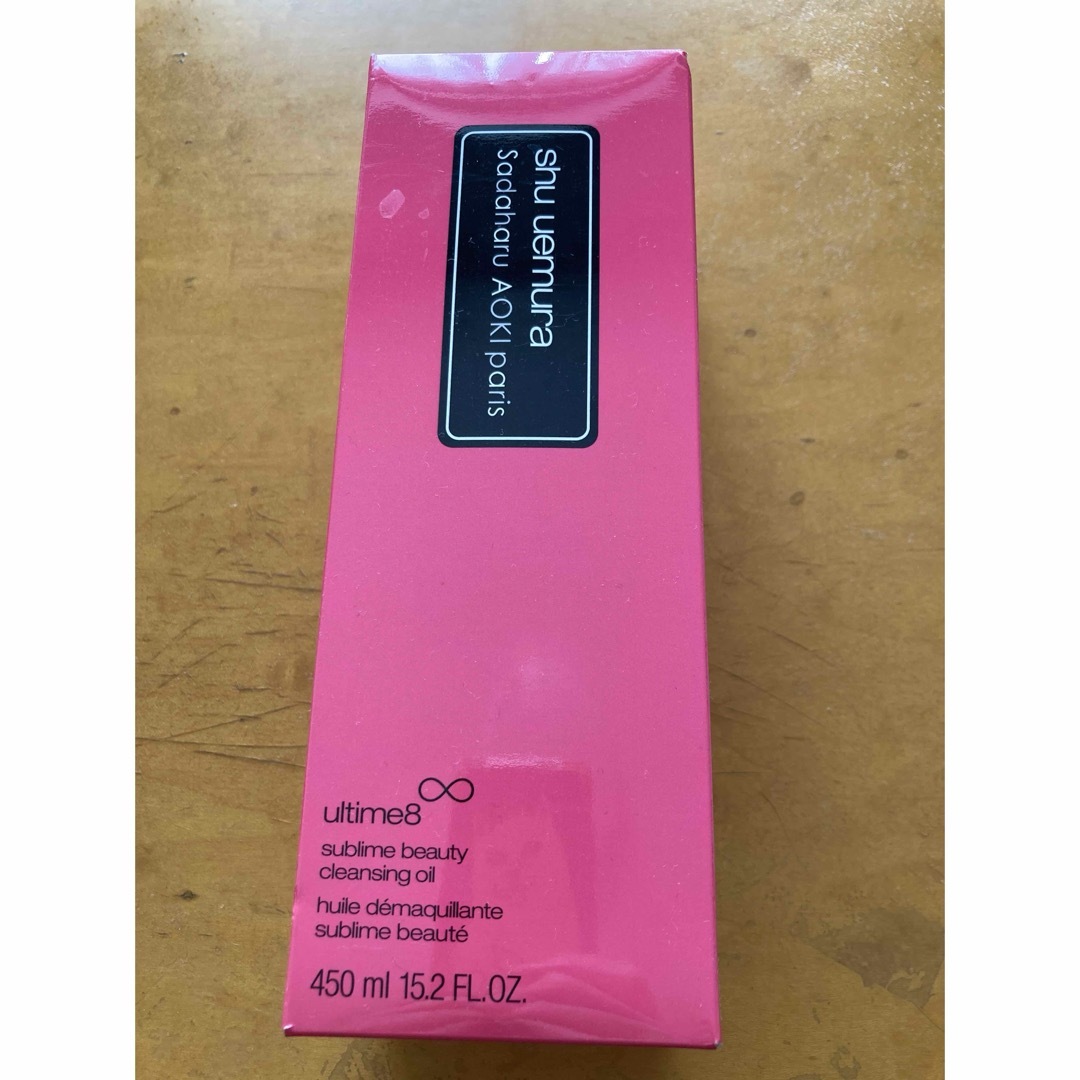 shu uemura
Sadaharu AOKI paris
ultime8∞
sublime beauty
cleansing oil
huile démaquillante
sublime beauté
450 ml 15.2 FL.OZ.